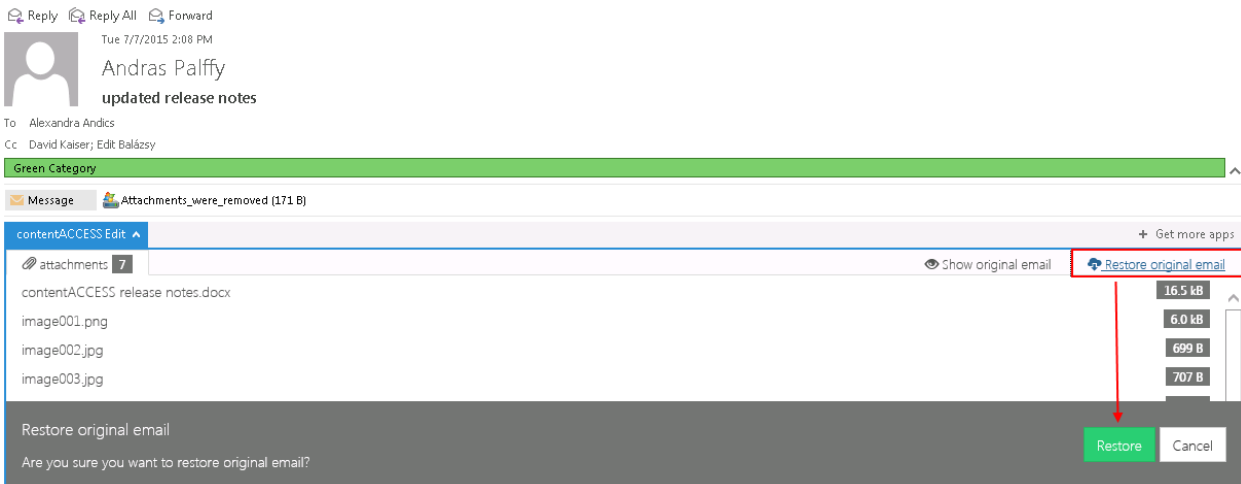 Reply Reply All Forward
Tue 7/7/2015 2:08 PM
Andras Palffy
updated release notes
To Alexandra Andics
Cc David Kaiser; Edit Balázsy
Green Category
Message Attachments_were_removed (171 B)
contentACCESS Edit + Get more apps
attachments 7 Show original email Restore original email
contentACCESS release notes.docx 16.5 kB
image001.png 6.0 kB
image002.jpg 699 B
image003.jpg 707 B
Restore original email
Are you sure you want to restore original email? Restore Cancel